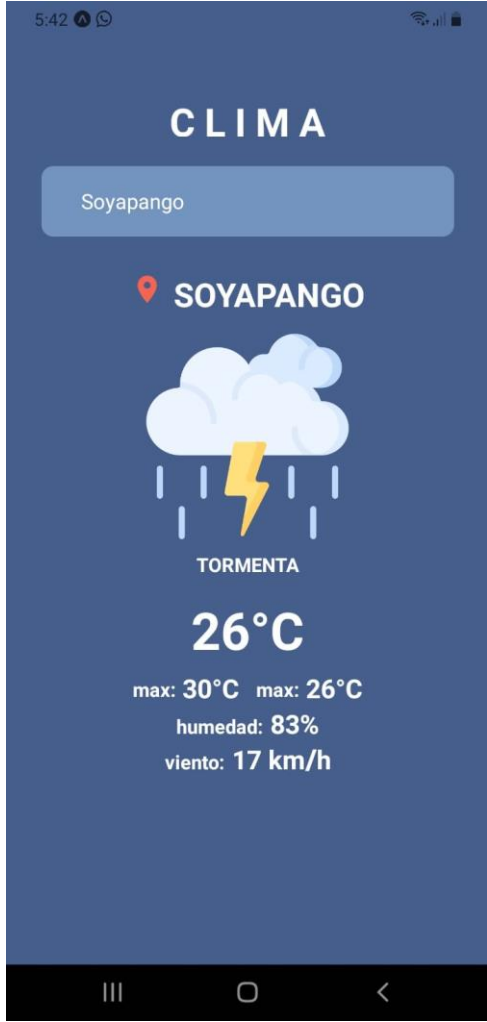 5:42
CLIMA
Soyapango
SOYAPANGO
TORMENTA
26°C
max: 30°C max: 26°C
humedad: 83%
viento: 17 km/h